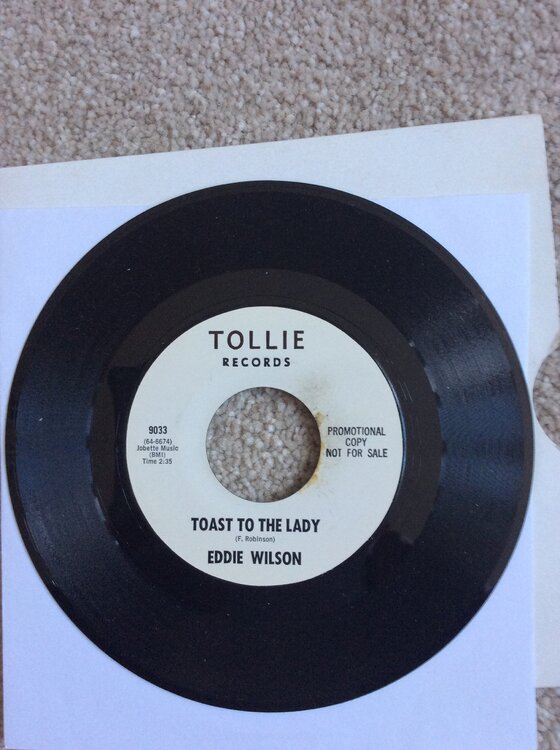 TOLLIE
RECORDS
9033
(64-6674)
Jobette Music
(BMI)
Time 2:35
PROMOTIONAL
COPY
NOT FOR SALE
TOAST TO THE LADY
(F. Robinson)
EDDIE WILSON